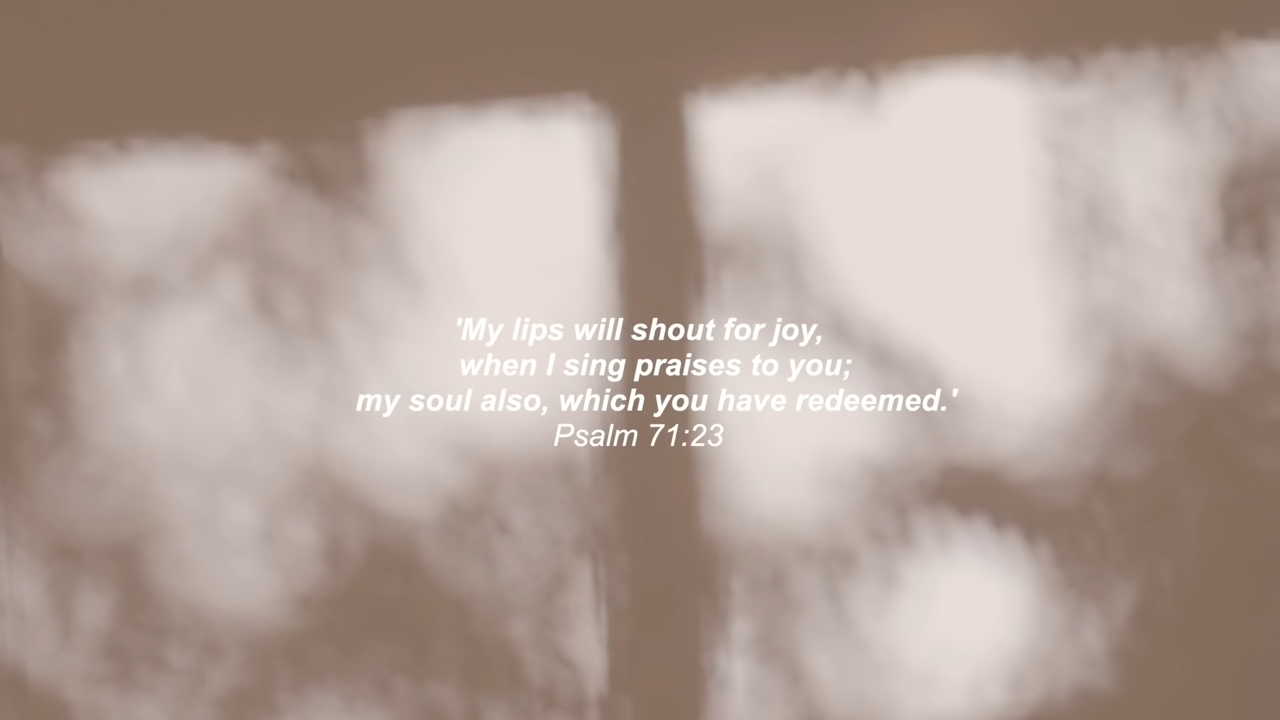 'My lips will shout for joy,
when I sing praises to you;
my soul also, which you have redeemed.'
Psalm 71:23